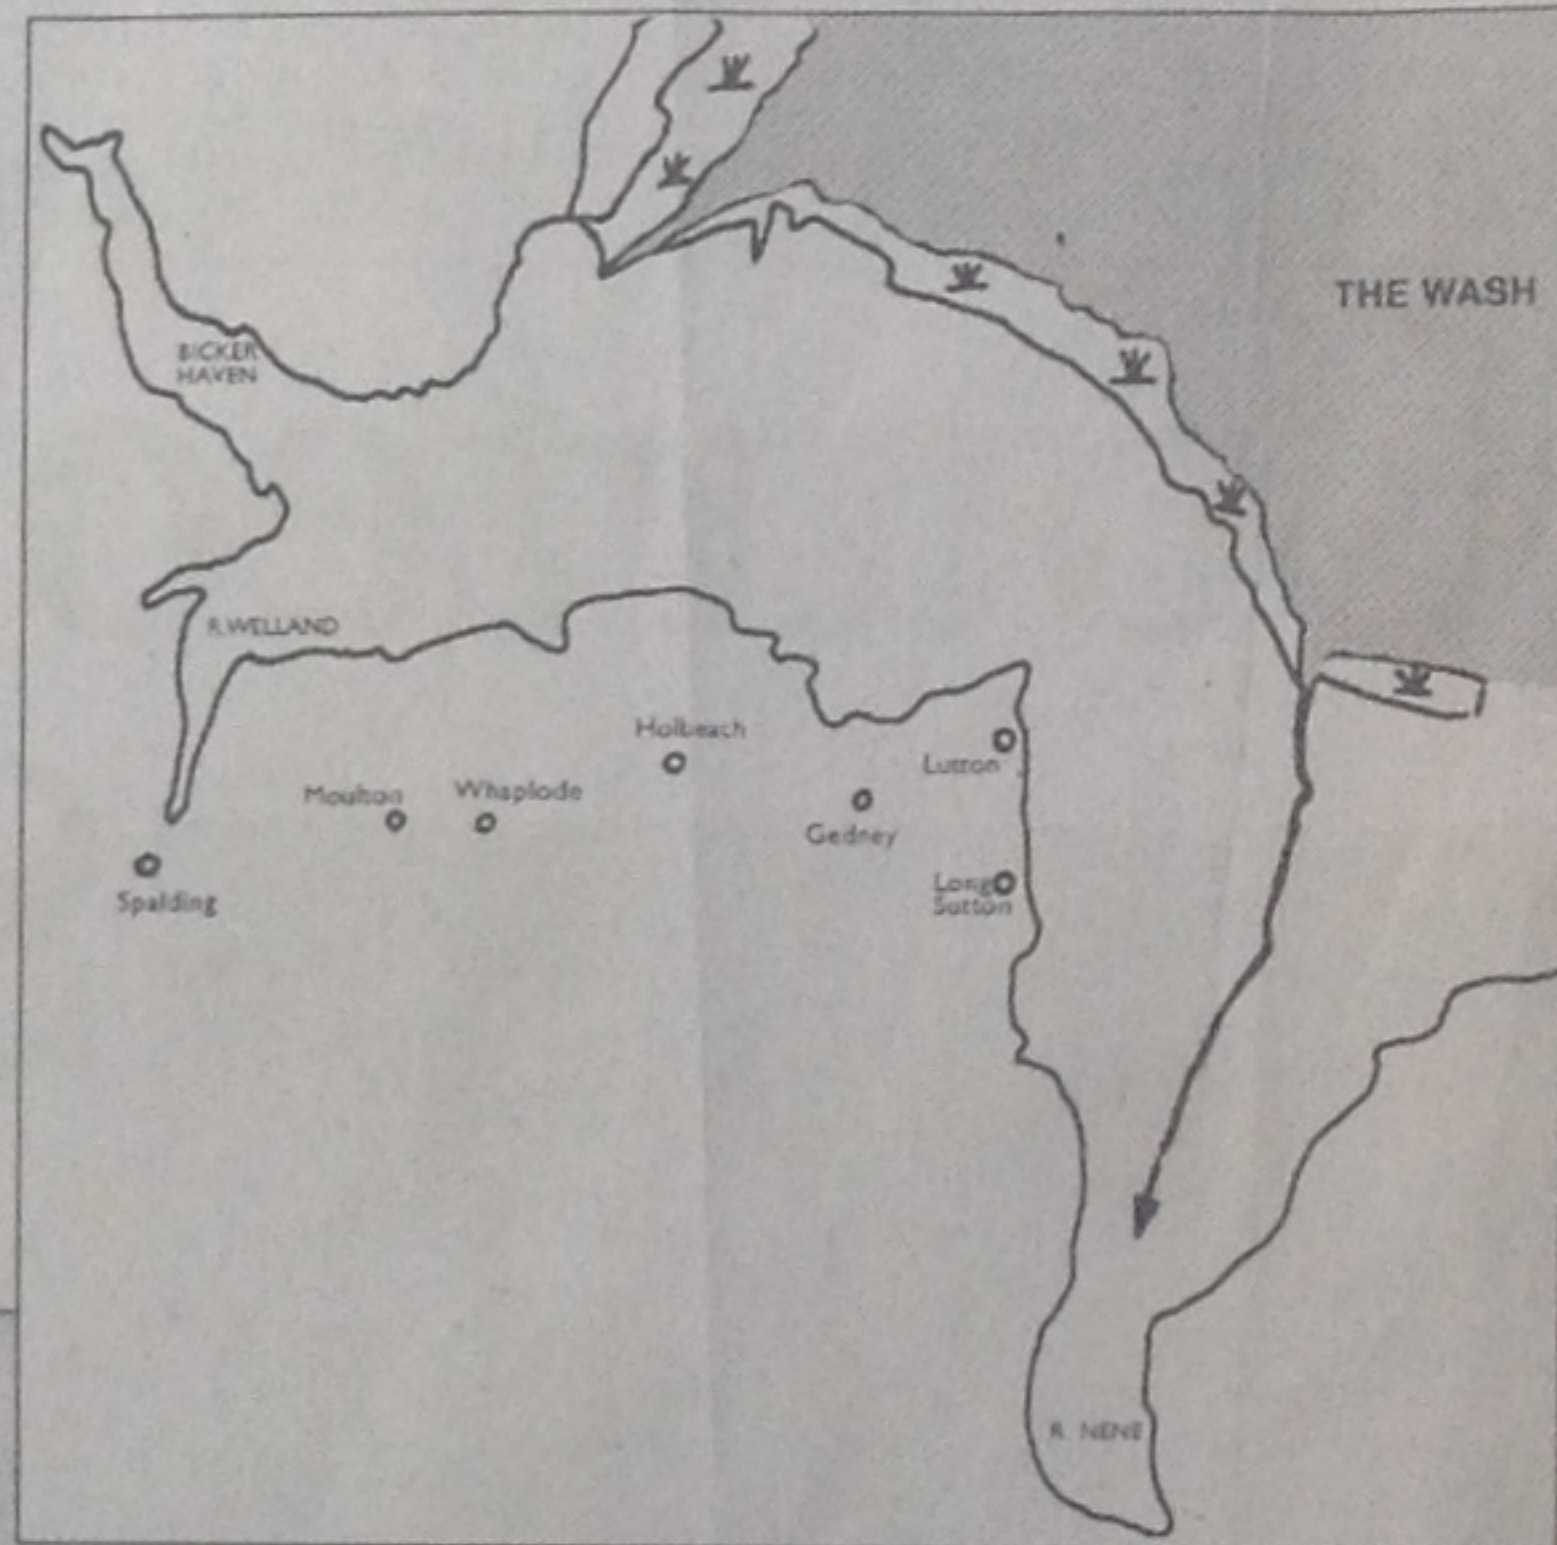 THE WASH
BICKER
HAVEN
R. WELLAND
Holbeach
Lutton
Moulton
Whaplode
Gedney
Long
Sutton
Spalding
R. NENE